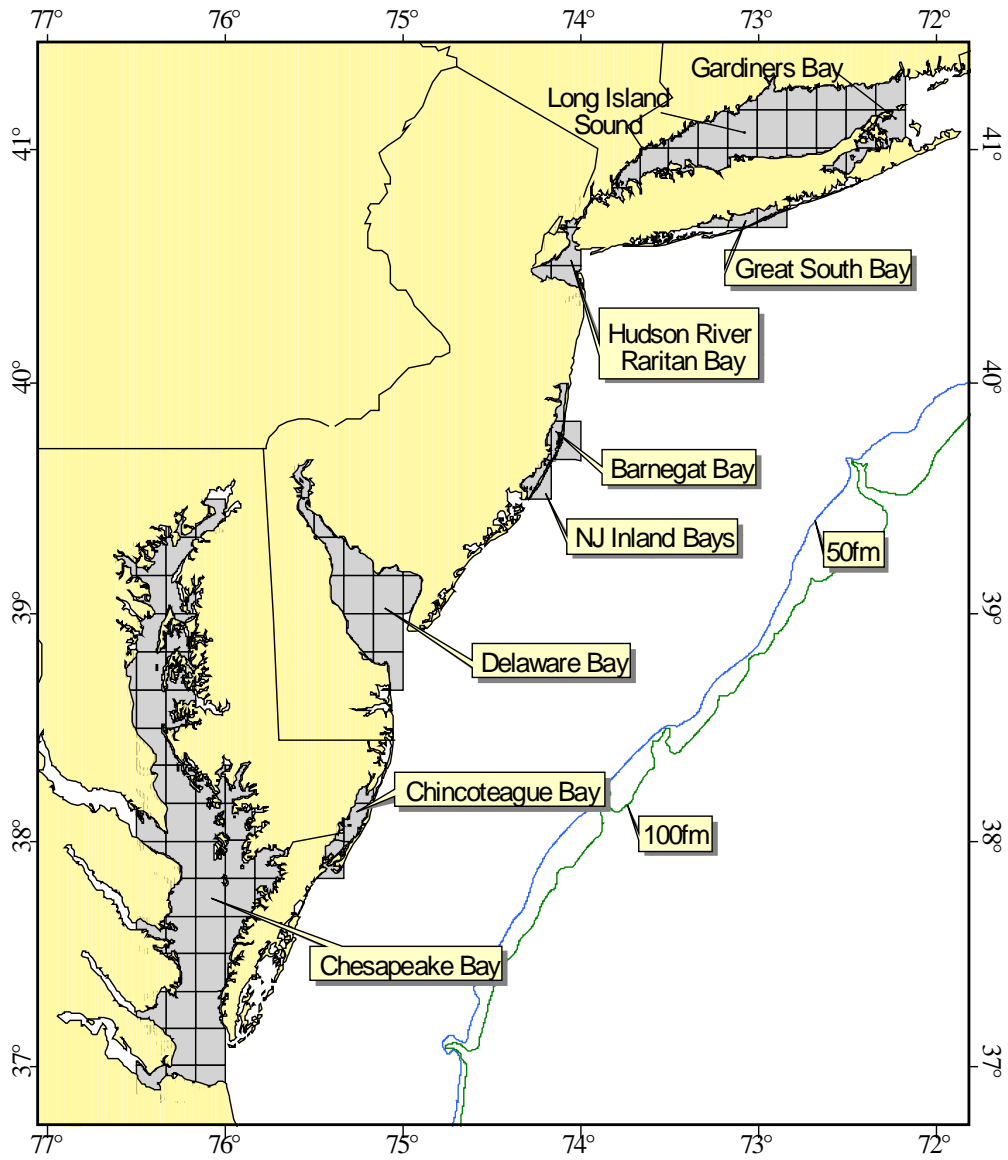 77° 76° 75° 74° 73° 72°
Gardiners Bay
Long Island
Sound
41° 41°
Great South Bay
Hudson River
Raritan Bay
40° 40°
Barnegat Bay
NJ Inland Bays
50fm
39° 39°
Delaware Bay
Chincoteague Bay
100fm
38° 38°
Chesapeake Bay
37° 37°
77° 76° 75° 74° 73° 72°